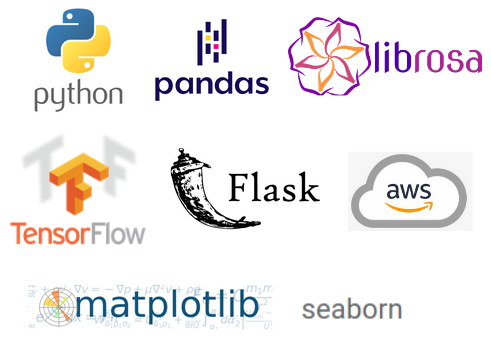 python
pandas
librosa
TensorFlow
Flask
aws
matplotlib
seaborn